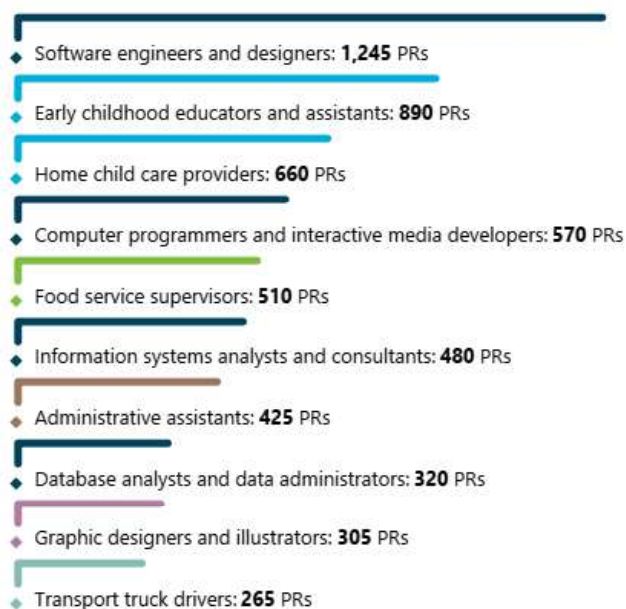 Software engineers and designers: 1,245 PRs
Early childhood educators and assistants: 890 PRs
Home child care providers: 660 PRs
Computer programmers and interactive media developers: 570 PRs
Food service supervisors: 510 PRs
Information systems analysts and consultants: 480 PRs
Administrative assistants: 425 PRs
Database analysts and data administrators: 320 PRs
Graphic designers and illustrators: 305 PRs
Transport truck drivers: 265 PRs